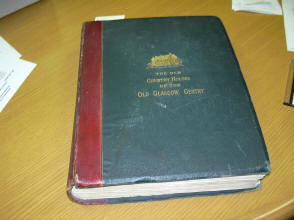 THE OLD
COUNTRY HOUSES
OF THE
OLD GLASGOW GENTRY